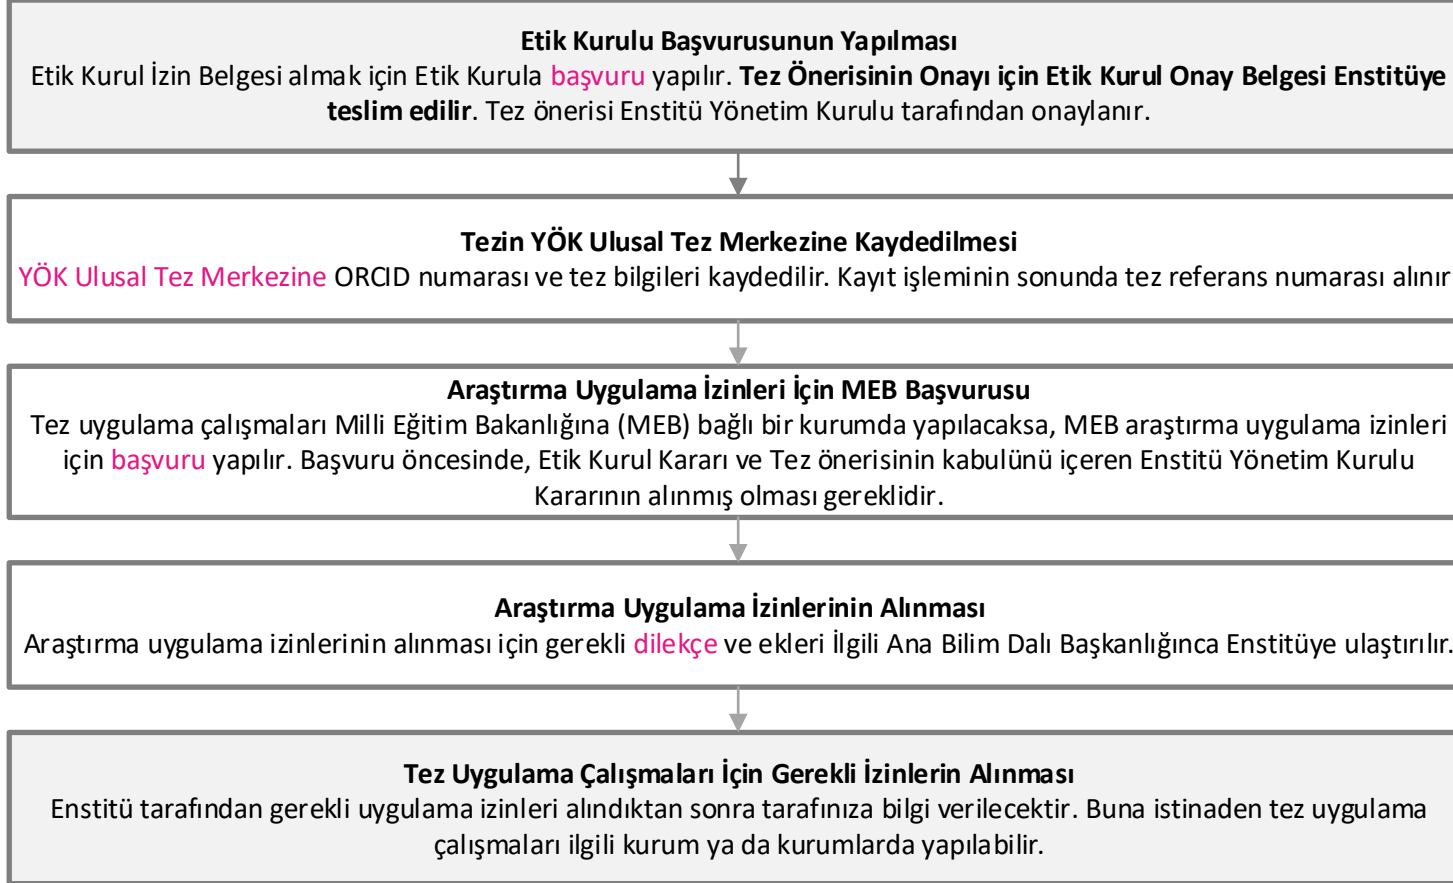 Etik Kurulu Başvurusunun Yapılması
Etik Kurul İzin Belgesi almak için Etik Kurula başvuru yapılır. Tez Önerisinin Onayı için Etik Kurul Onay Belgesi Enstitüye
teslim edilir. Tez önerisi Enstitü Yönetim Kurulu tarafından onaylanır.
Tezin YÖK Ulusal Tez Merkezine Kaydedilmesi
YÖK Ulusal Tez Merkezine ORCID numarası ve tez bilgileri kaydedilir. Kayıt işleminin sonunda tez referans numarası alınır
Araştırma Uygulama İzinleri İçin MEB Başvurusu
Tez uygulama çalışmaları Milli Eğitim Bakanlığına (MEB) bağlı bir kurumda yapılacaksa, MEB araştırma uygulama izinleri
için başvuru yapılır. Başvuru öncesinde, Etik Kurul Kararı ve Tez önerisinin kabulünü içeren Enstitü Yönetim Kurulu
Kararının alınmış olması gereklidir.
Araştırma Uygulama İzinlerinin Alınması
Araştırma uygulama izinlerinin alınması için gerekli dilekçe ve ekleri İlgili Ana Bilim Dalı Başkanlığınca Enstitüye ulaştırılır.
Tez Uygulama Çalışmaları İçin Gerekli İzinlerin Alınması
Enstitü tarafından gerekli uygulama izinleri alındıktan sonra tarafınıza bilgi verilecektir. Buna istinaden tez uygulama
çalışmaları ilgili kurum ya da kurumlarda yapılabilir.